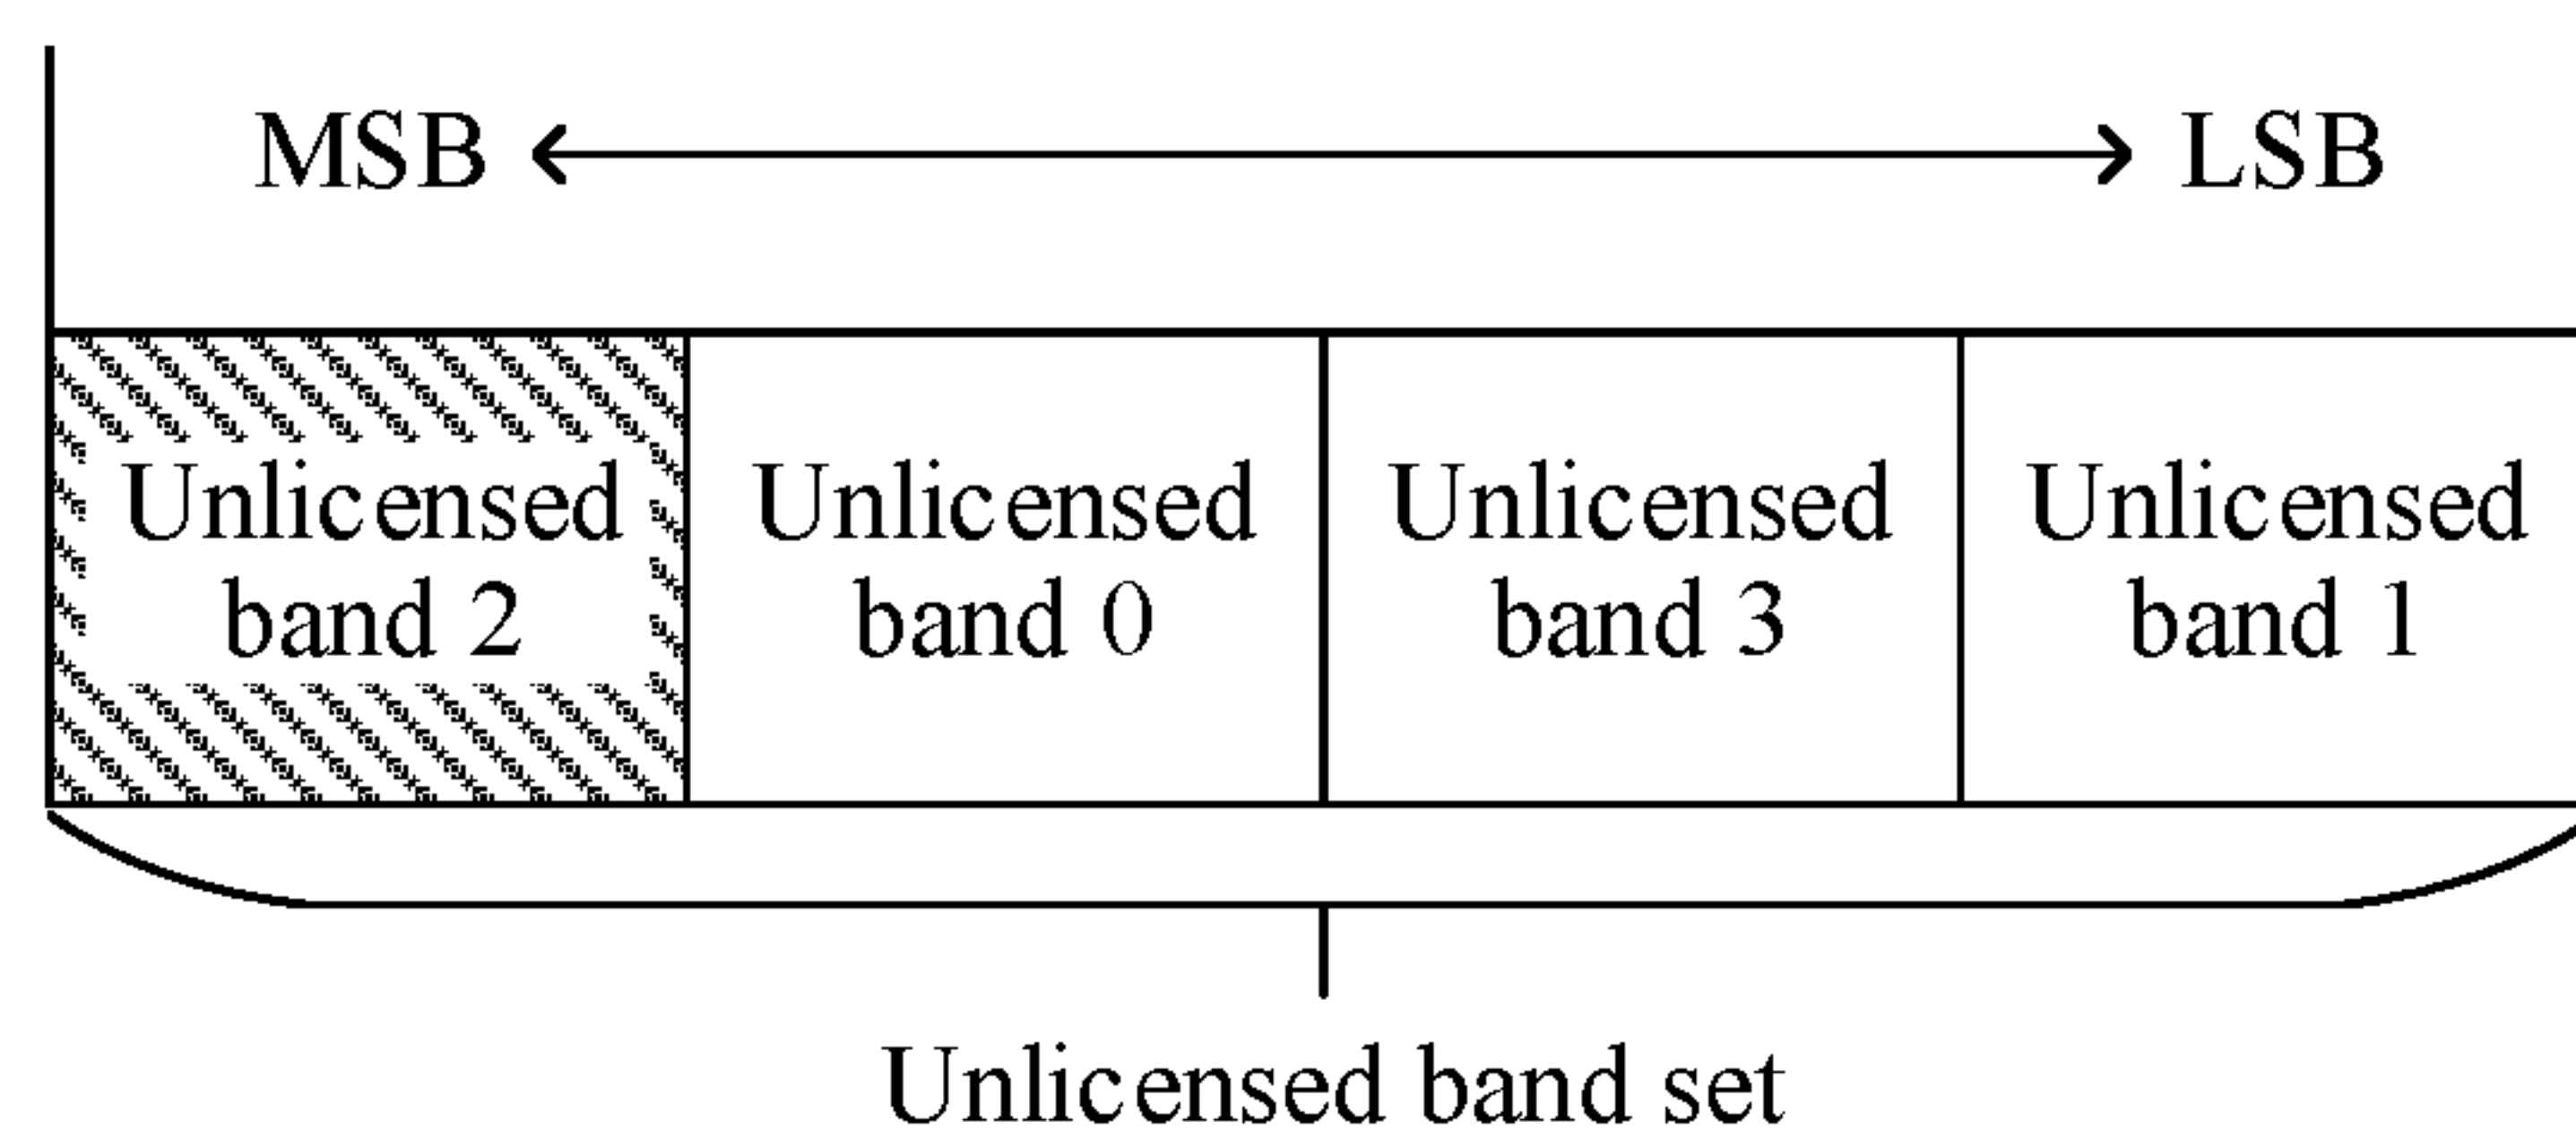 MSB LSB
Unlicensed band 2
Unlicensed band 0
Unlicensed band 3
Unlicensed band 1
Unlicensed band set